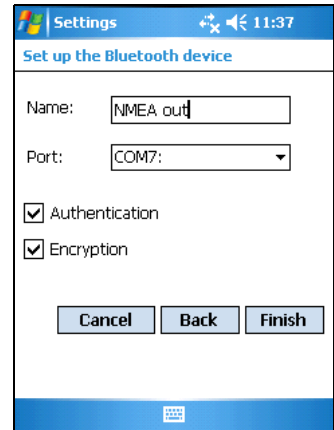 Settings 11:37
Set up the Bluetooth device
Name: NMEA out
Port: COM7:
Authentication
Encryption
Cancel Back Finish